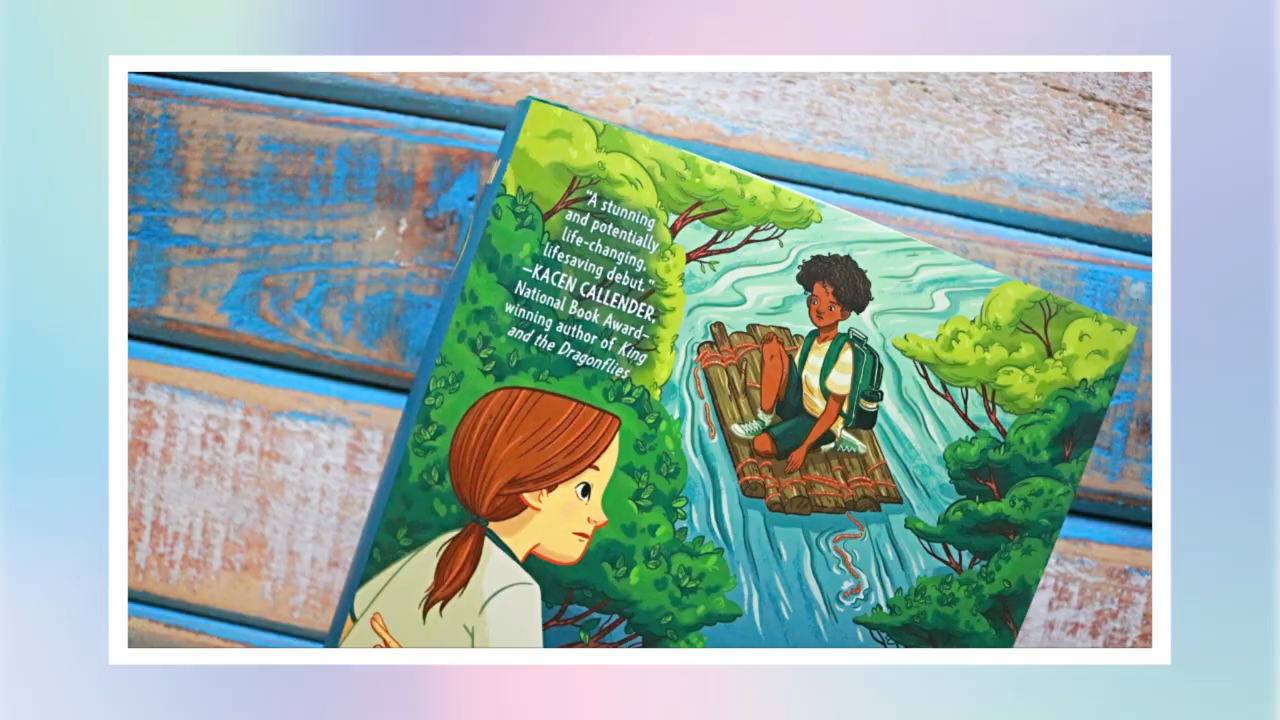 "A stunning
and potentially
life-changing,
lifesaving debut."
—KACEN CALLENDER,
National Book Award–
winning author of King
and the Dragonflies